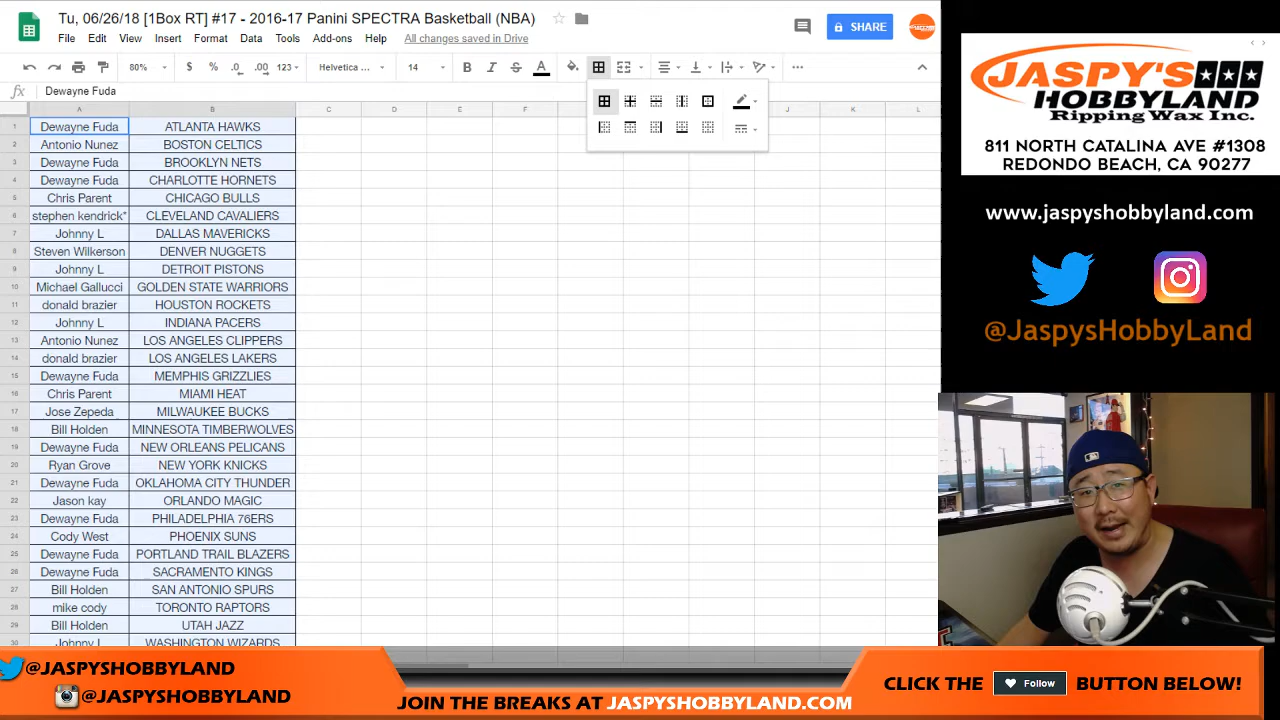 Tu, 06/26/18 [1Box RT] #17 - 2016-17 Panini SPECTRA Basketball (NBA)
File Edit View Insert Format Data Tools Add-ons Help All changes saved in Drive
SHARE
80% $ % .0 .00 123 Helvetica ... 14 B I S A
fx Dewayne Fuda
A B C D E F J K L
1 Dewayne Fuda ATLANTA HAWKS
2 Antonio Nunez BOSTON CELTICS
3 Dewayne Fuda BROOKLYN NETS
4 Dewayne Fuda CHARLOTTE HORNETS
5 Chris Parent CHICAGO BULLS
6 stephen kendrick* CLEVELAND CAVALIERS
7 Johnny L DALLAS MAVERICKS
8 Steven Wilkerson DENVER NUGGETS
9 Johnny L DETROIT PISTONS
10 Michael Gallucci GOLDEN STATE WARRIORS
11 donald brazier HOUSTON ROCKETS
12 Johnny L INDIANA PACERS
13 Antonio Nunez LOS ANGELES CLIPPERS
14 donald brazier LOS ANGELES LAKERS
15 Dewayne Fuda MEMPHIS GRIZZLIES
16 Chris Parent MIAMI HEAT
17 Jose Zepeda MILWAUKEE BUCKS
18 Bill Holden MINNESOTA TIMBERWOLVES
19 Dewayne Fuda NEW ORLEANS PELICANS
20 Ryan Grove NEW YORK KNICKS
21 Dewayne Fuda OKLAHOMA CITY THUNDER
22 Jason kay ORLANDO MAGIC
23 Dewayne Fuda PHILADELPHIA 76ERS
24 Cody West PHOENIX SUNS
25 Dewayne Fuda PORTLAND TRAIL BLAZERS
26 Dewayne Fuda SACRAMENTO KINGS
27 Bill Holden SAN ANTONIO SPURS
28 mike cody TORONTO RAPTORS
29 Bill Holden UTAH JAZZ
30 Johnny L WASHINGTON WIZARDS
JASPY'S
HOBBYLAND
Ripping Wax Inc.
811 NORTH CATALINA AVE #1308
REDONDO BEACH, CA 90277
www.jaspyshobbyland.com
@JaspysHobbyLand
@JASPYSHOBBYLAND
@JASPYSHOBBYLAND
JOIN THE BREAKS AT JASPYSHOBBYLAND.COM
CLICK THE Follow BUTTON BELOW!